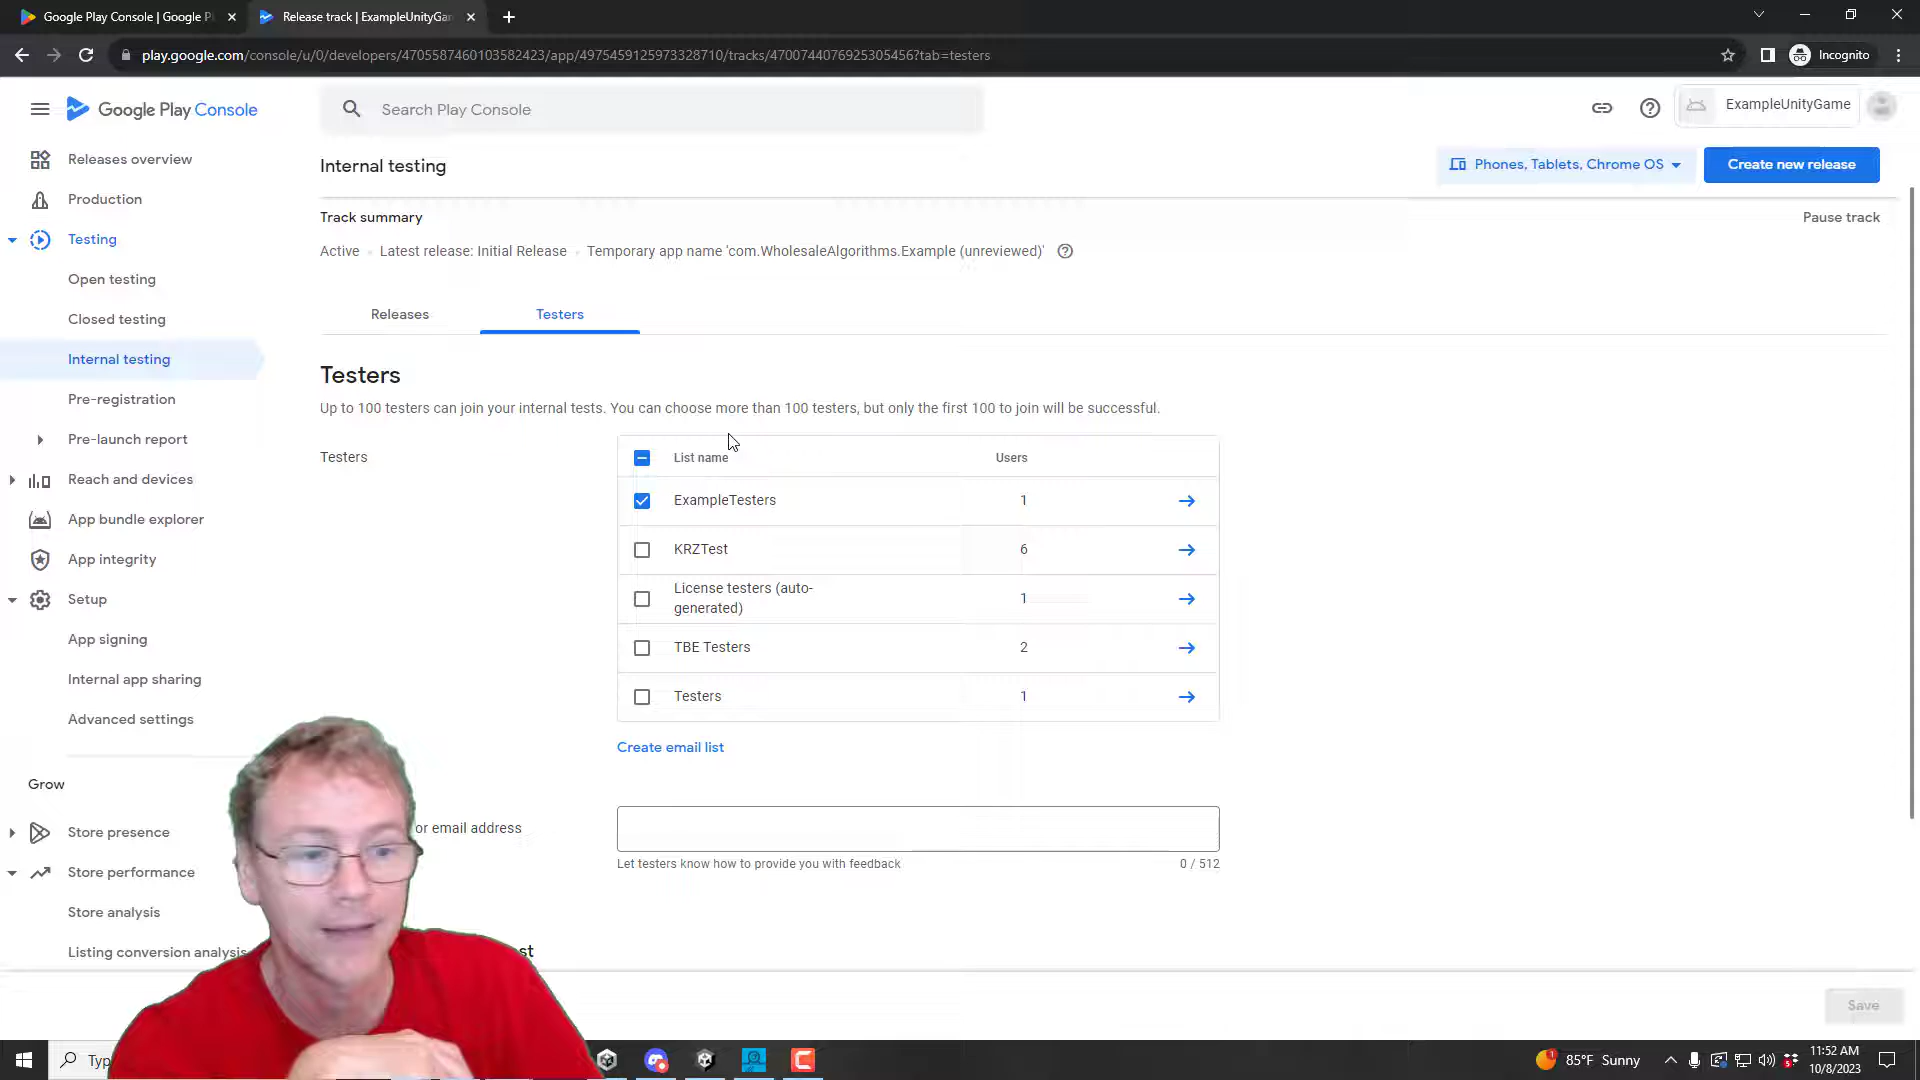 Google Play Console | Google P
Release track | ExampleUnityGam
play.google.com/console/u/0/developers/4705587460103582423/app/4975459125973328710/tracks/4700744076925305456?tab=testers
Incognito
Google Play Console
Search Play Console
ExampleUnityGame
Releases overview
Production
Testing
Open testing
Closed testing
Internal testing
Pre-registration
Pre-launch report
Reach and devices
App bundle explorer
App integrity
Setup
App signing
Internal app sharing
Advanced settings
Grow
Store presence
Store performance
Store analysis
Listing conversion analysis
Internal testing
Phones, Tablets, Chrome OS
Create new release
Track summary
Pause track
Active
Latest release: Initial Release
Temporary app name 'com.WholesaleAlgorithms.Example (unreviewed)'
Releases
Testers
Testers
Up to 100 testers can join your internal tests. You can choose more than 100 testers, but only the first 100 to join will be successful.
Testers
List name
Users
ExampleTesters
1
KRZTest
6
License testers (auto-
generated)
1
TBE Testers
2
Testers
1
Create email list
or email address
Let testers know how to provide you with feedback
0 / 512
st
Save
Typ
85°F Sunny
11:52 AM
10/8/2023